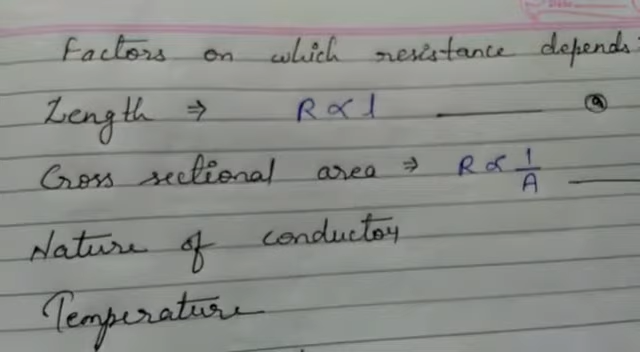 Factors on which resistance depends:
Length ⇒ R ∝ l ——— ⓐ
Cross sectional area ⇒ R ∝ 1/A ———
Nature of conductor
Temperature